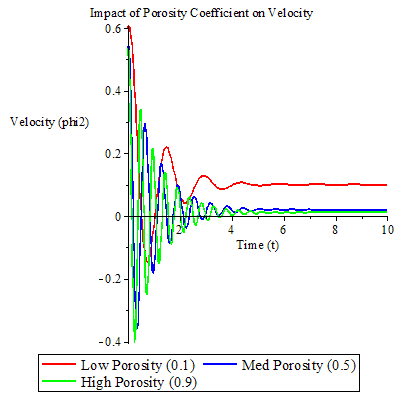 Impact of Porosity Coefficient on Velocity
0.6
0.4
Velocity (phi2)
0.2
0
2
4
6
8
10
Time (t)
-0.2
-0.4
Low Porosity (0.1)
Med Porosity (0.5)
High Porosity (0.9)